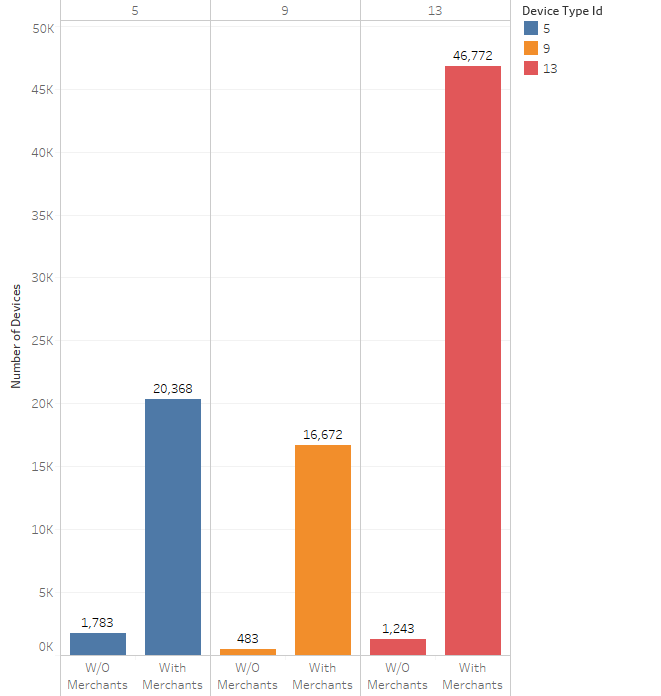 5 9 13
Device Type Id
5
9
13
50K
45K
40K
35K
30K
25K
20K
15K
10K
5K
0K
Number of Devices
1,783
20,368
483
16,672
1,243
46,772
W/O
Merchants
With
Merchants
W/O
Merchants
With
Merchants
W/O
Merchants
With
Merchants